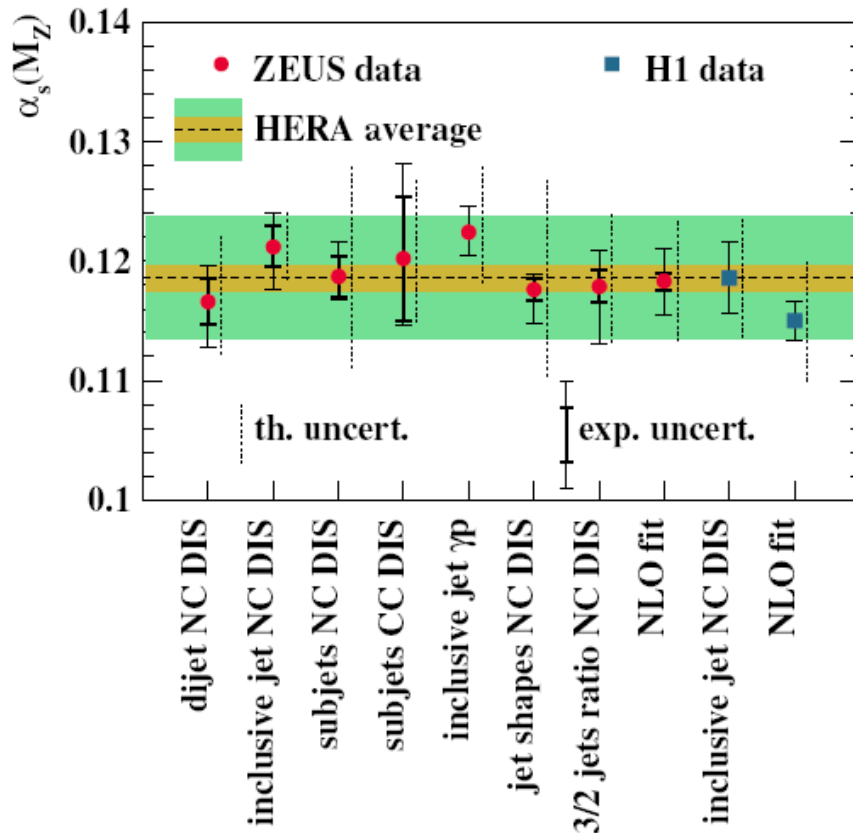 α_s(M_Z)
0.14
0.13
0.12
0.11
0.1
ZEUS data
H1 data
HERA average
th. uncert.
exp. uncert.
dijet NC DIS
inclusive jet NC DIS
subjets NC DIS
subjets CC DIS
inclusive jet γp
jet shapes NC DIS
3/2 jets ratio NC DIS
NLO fit
inclusive jet NC DIS
NLO fit